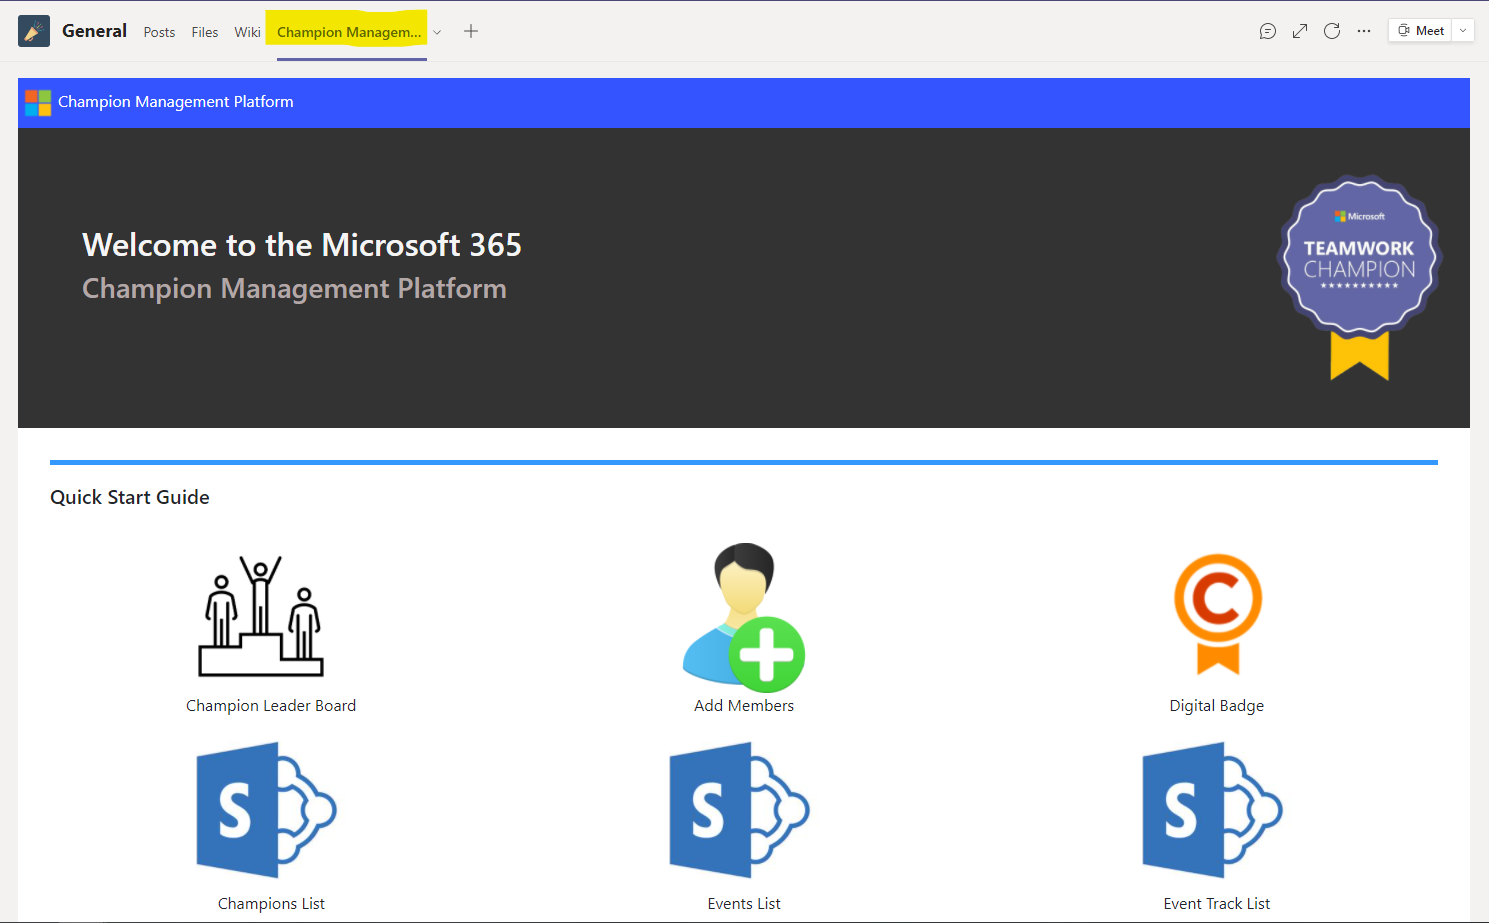 General Posts Files Wiki Champion Managem... Meet
Champion Management Platform
Welcome to the Microsoft 365
Champion Management Platform
Microsoft
TEAMWORK
CHAMPION
Quick Start Guide
Champion Leader Board
Add Members
C
Digital Badge
S
Champions List
S
Events List
S
Event Track List